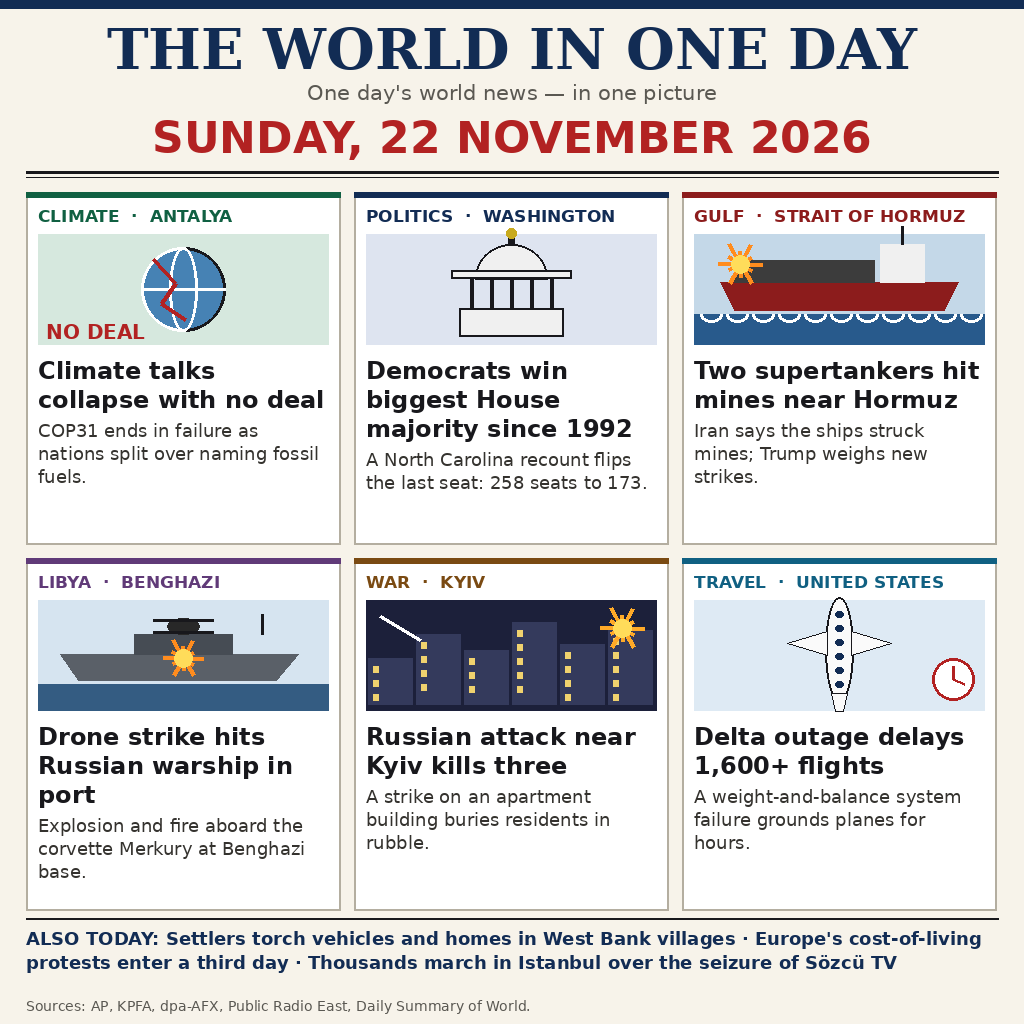 THE WORLD IN ONE DAY
One day's world news — in one picture
SUNDAY, 22 NOVEMBER 2026
CLIMATE · ANTALYA
NO DEAL
Climate talks
collapse with no deal
COP31 ends in failure as
nations split over naming fossil
fuels.
POLITICS · WASHINGTON
Democrats win
biggest House
majority since 1992
A North Carolina recount flips
the last seat: 258 seats to 173.
GULF · STRAIT OF HORMUZ
Two supertankers hit
mines near Hormuz
Iran says the ships struck
mines; Trump weighs new
strikes.
LIBYA · BENGHAZI
Drone strike hits
Russian warship in
port
Explosion and fire aboard the
corvette Merkury at Benghazi
base.
WAR · KYIV
Russian attack near
Kyiv kills three
A strike on an apartment
building buries residents in
rubble.
TRAVEL · UNITED STATES
Delta outage delays
1,600+ flights
A weight-and-balance system
failure grounds planes for
hours.
ALSO TODAY: Settlers torch vehicles and homes in West Bank villages · Europe's cost-of-living
protests enter a third day · Thousands march in Istanbul over the seizure of Sözcü TV
Sources: AP, KPFA, dpa-AFX, Public Radio East, Daily Summary of World.